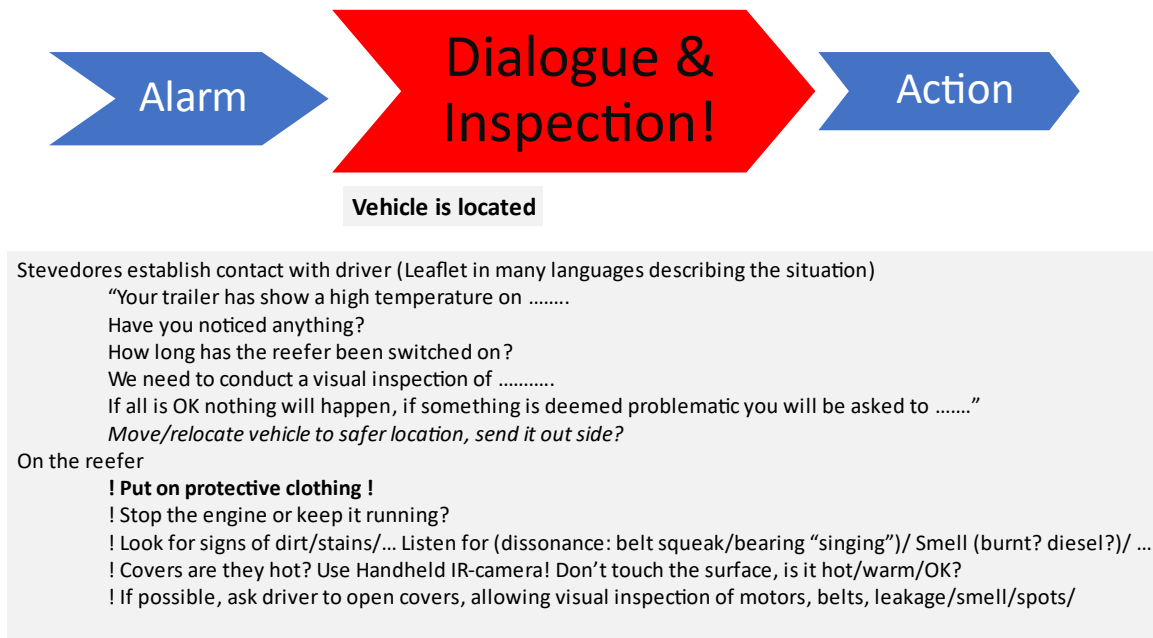 Alarm
Dialogue &
Inspection!
Action
Vehicle is located
Stevedores establish contact with driver (Leaflet in many languages describing the situation)
“Your trailer has show a high temperature on ……..
Have you noticed anything?
How long has the reefer been switched on?
We need to conduct a visual inspection of ………..
If all is OK nothing will happen, if something is deemed problematic you will be asked to …….”
Move/relocate vehicle to safer location, send it out side?
On the reefer
! Put on protective clothing !
! Stop the engine or keep it running?
! Look for signs of dirt/stains/… Listen for (dissonance: belt squeak/bearing “singing”)/ Smell (burnt? diesel?)/ …
! Covers are they hot? Use Handheld IR-camera! Don’t touch the surface, is it hot/warm/OK?
! If possible, ask driver to open covers, allowing visual inspection of motors, belts, leakage/smell/spots/